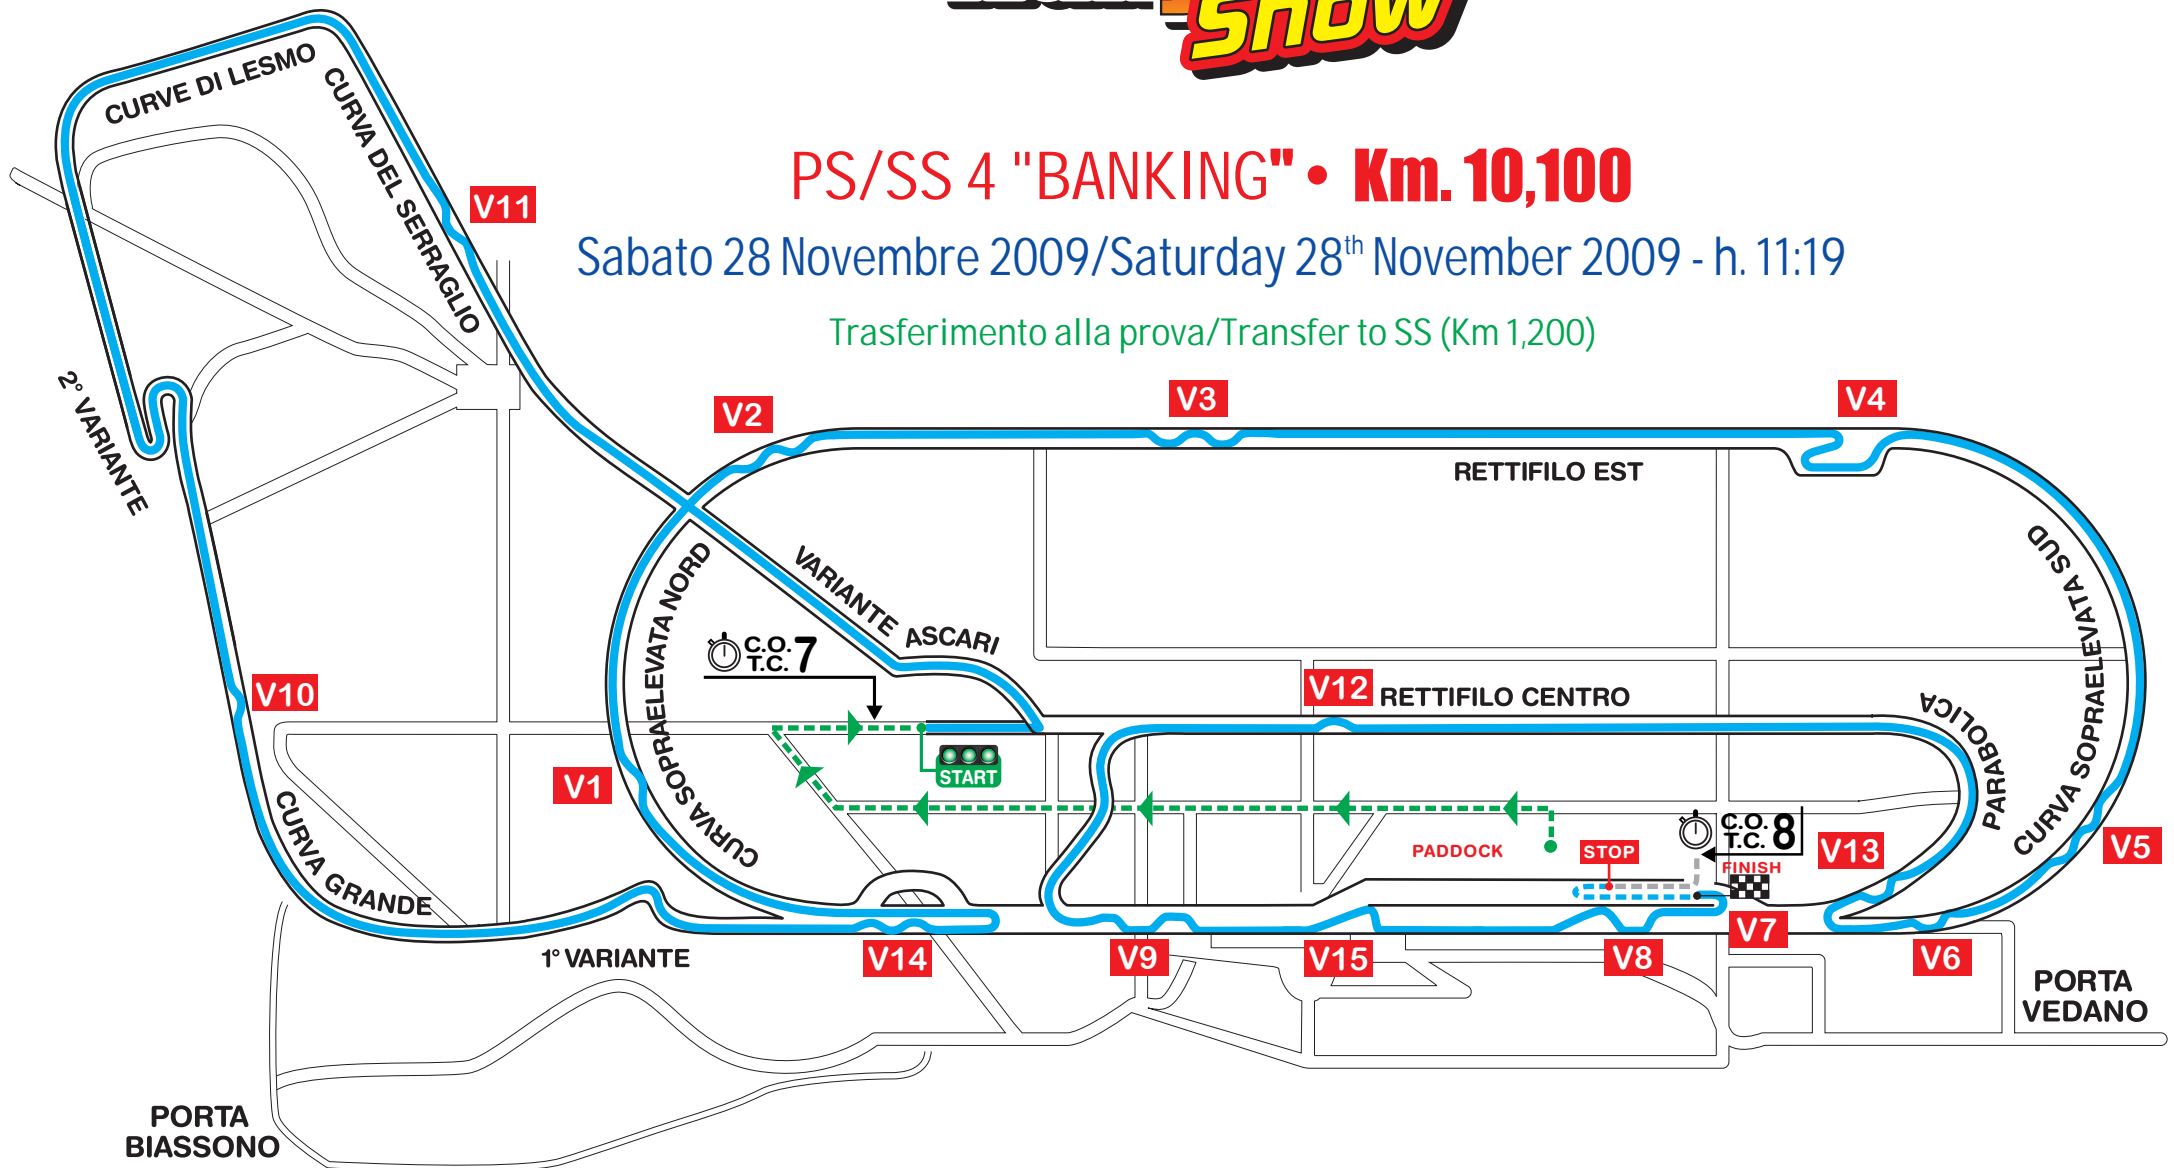 SHOW
PS/SS 4 "BANKING" • Km. 10,100
Sabato 28 Novembre 2009/Saturday 28th November 2009 - h. 11:19
Trasferimento alla prova/Transfer to SS (Km 1,200)
CURVE DI LESMO
CURVA DEL SERRAGLIO
V11
2° VARIANTE
V2
V3
V4
RETTIFILO EST
CURVA SOPRAELEVATA NORD
VARIANTE ASCARI
CURVA SOPRAELEVATA SUD
C.O.
T.C. 7
V10
V12
RETTIFILO CENTRO
PARABOLICA
V1
START
CURVA GRANDE
PADDOCK
STOP
C.O.
T.C. 8
FINISH
V13
V5
1° VARIANTE
V14
V9
V15
V8
V7
V6
PORTA
VEDANO
PORTA
BIASSONO